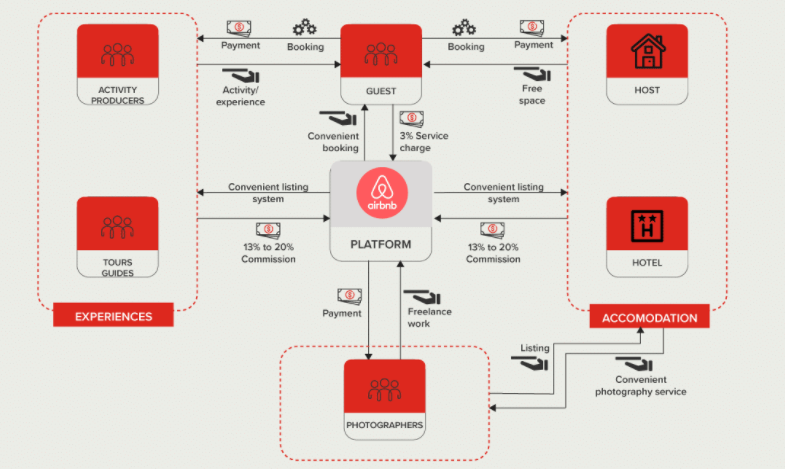 Payment
Booking
Booking
Payment
ACTIVITY
PRODUCERS
Activity/
experience
GUEST
Free
space
HOST
Convenient
booking
3% Service
charge
Convenient listing
system
airbnb
Convenient listing
system
TOURS
GUIDES
13% to 20%
Commission
PLATFORM
13% to 20%
Commission
H
HOTEL
EXPERIENCES
Payment
Freelance
work
ACCOMODATION
Listing
Convenient
photography service
PHOTOGRAPHERS